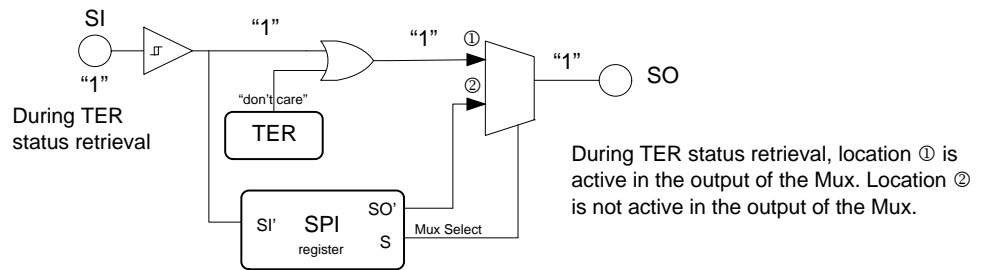 SI
“1”
“1”
①
“1”
SO
“1”
②
During TER
status retrieval
“don’t care”
TER
During TER status retrieval, location ① is
active in the output of the Mux. Location ②
is not active in the output of the Mux.
SO’
SI’
SPI
Mux Select
register
S